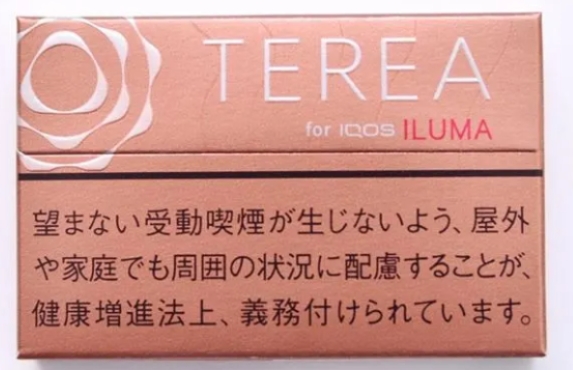 TEREA
for IQOS ILUMA
望まない受動喫煙が生じないよう、屋外
や家庭でも周囲の状況に配慮することが、
健康増進法上、義務付けられています。